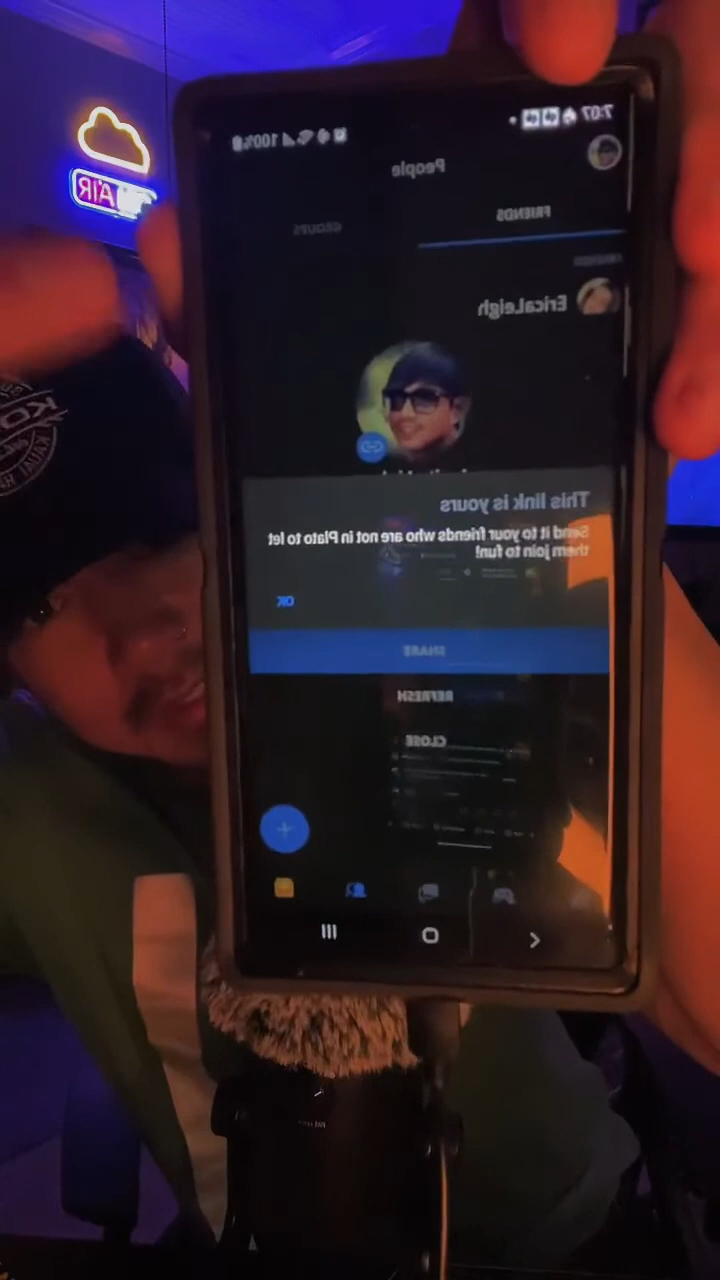 7:07
100%
People
FRIENDS
GROUPS
FRIENDS
EricaLeigh
This link is yours
Send it to your friends who are not in Plato to let
them join to fun!
OK
SHARE
REFRESH
CLOSE
AIR